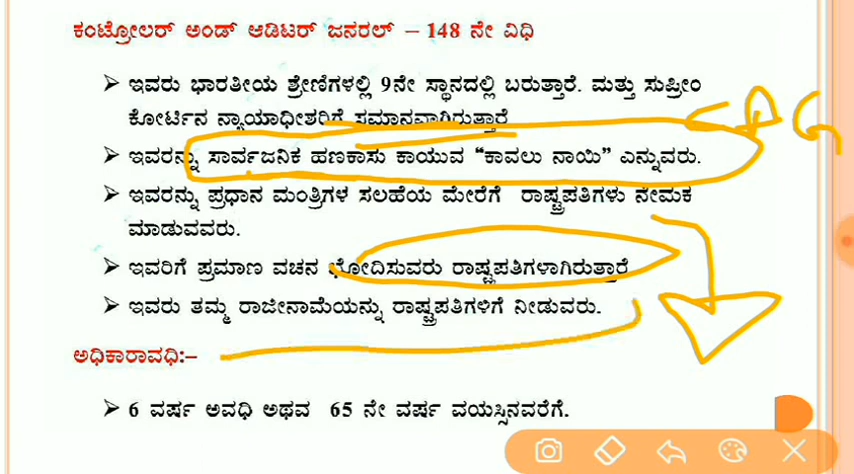 ಕಂಟ್ರೋಲರ್ ಅಂಡ್ ಆಡಿಟರ್ ಜನರಲ್ – 148 ನೇ ವಿಧಿ
➢ ಇವರು ಭಾರತೀಯ ಶ್ರೇಣಿಗಳಲ್ಲಿ 9ನೇ ಸ್ಥಾನದಲ್ಲಿ ಬರುತ್ತಾರೆ. ಮತ್ತು ಸುಪ್ರೀಂ
ಕೋರ್ಟಿನ ನ್ಯಾಯಾಧೀಶರಿಗೆ ಸಮಾನವಾಗಿರುತ್ತಾರೆ
CAG
➢ ಇವರನ್ನು ಸಾರ್ವಜನಿಕ ಹಣಕಾಸು ಕಾಯುವ "ಕಾವಲು ನಾಯಿ" ಎನ್ನುವರು.
➢ ಇವರನ್ನು ಪ್ರಧಾನ ಮಂತ್ರಿಗಳ ಸಲಹೆಯ ಮೇರೆಗೆ ರಾಷ್ಟ್ರಪತಿಗಳು ನೇಮಕ
ಮಾಡುವವರು.
➢ ಇವರಿಗೆ ಪ್ರಮಾಣ ವಚನ ಭೋದಿಸುವರು ರಾಷ್ಟ್ರಪತಿಗಳಾಗಿರುತ್ತಾರೆ
➢ ಇವರು ತಮ್ಮ ರಾಜೀನಾಮೆಯನ್ನು ರಾಷ್ಟ್ರಪತಿಗಳಿಗೆ ನೀಡುವರು.
ಅಧಿಕಾರಾವಧಿ:–
➢ 6 ವರ್ಷ ಅವಧಿ ಅಥವ 65 ನೇ ವರ್ಷ ವಯಸ್ಸಿನವರೆಗೆ.